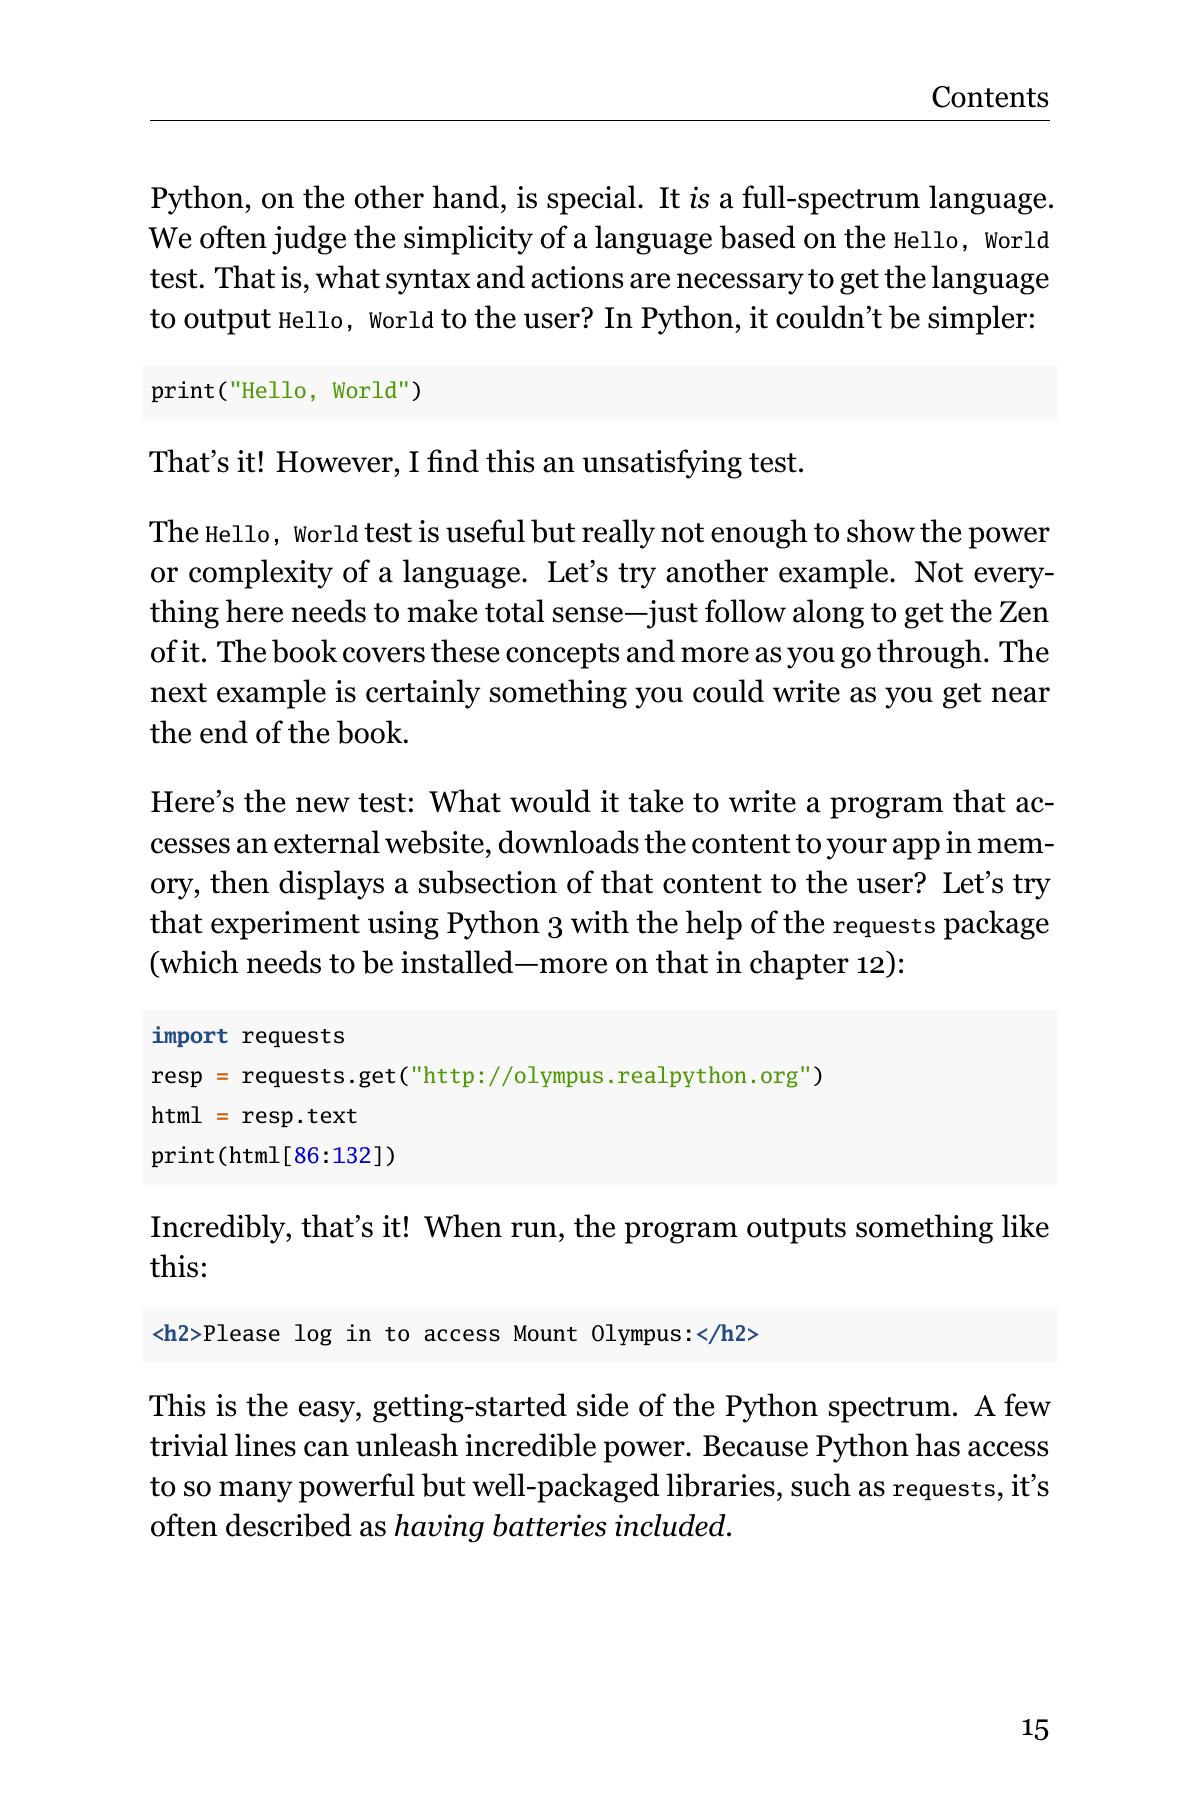 Contents
Python, on the other hand, is special. It is a full-spectrum language.
We often judge the simplicity of a language based on the Hello, World
test. That is, what syntax and actions are necessary to get the language
to output Hello, World to the user? In Python, it couldn’t be simpler:
print("Hello, World")
That’s it! However, I find this an unsatisfying test.
The Hello, World test is useful but really not enough to show the power
or complexity of a language. Let’s try another example. Not every-
thing here needs to make total sense—just follow along to get the Zen
of it. The book covers these concepts and more as you go through. The
next example is certainly something you could write as you get near
the end of the book.
Here’s the new test: What would it take to write a program that ac-
cesses an external website, downloads the content to your app in mem-
ory, then displays a subsection of that content to the user? Let’s try
that experiment using Python 3 with the help of the requests package
(which needs to be installed—more on that in chapter 12):
import requests
resp = requests.get("http://olympus.realpython.org")
html = resp.text
print(html[86:132])
Incredibly, that’s it! When run, the program outputs something like
this:
<h2>Please log in to access Mount Olympus:</h2>
This is the easy, getting-started side of the Python spectrum. A few
trivial lines can unleash incredible power. Because Python has access
to so many powerful but well-packaged libraries, such as requests, it’s
often described as having batteries included.
15